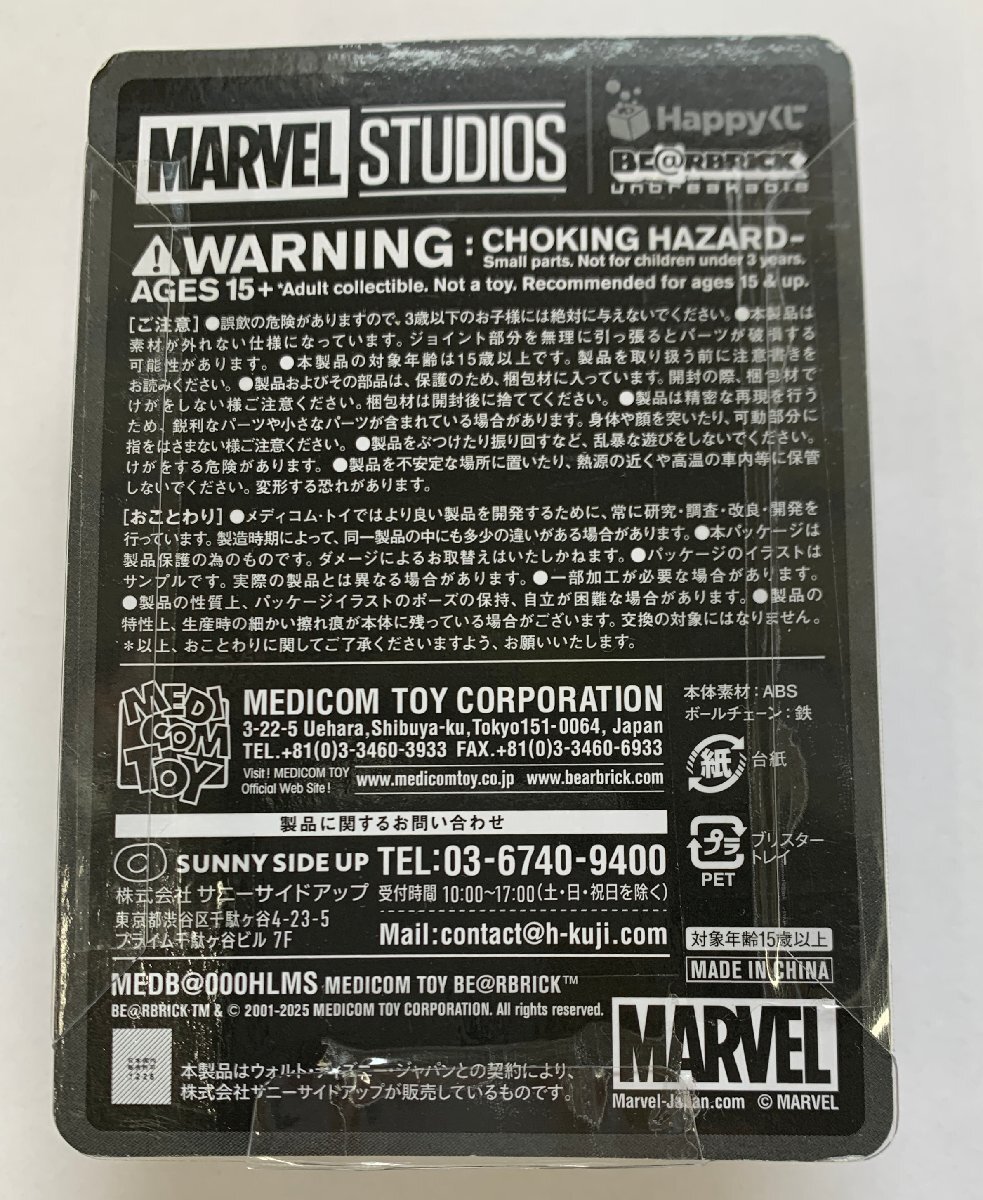 MARVEL STUDIOS
Happyくじ
BE@RBRICK
unbreakable
WARNING : CHOKING HAZARD-
Small parts. Not for children under 3 years.
AGES 15+ *Adult collectible. Not a toy. Recommended for ages 15 & up.
[ご注意] ●誤飲の危険がありますので、3歳以下のお子様には絶対に与えないでください。●本製品は
素材が外れない仕様になっています。ジョイント部分を無理に引っ張るとパーツが破損する
可能性があります。 ●本製品の対象年齢は15歳以上です。製品を取り扱う前に注意書きを
お読みください。●製品およびその部品は、保護のため、梱包材に入っています。開封の際、梱包材で
けがをしない様ご注意ください。梱包材は開封後に捨ててください。 ●製品は精密な再現を行う
ため、鋭利なパーツや小さなパーツが含まれている場合があります。身体や顔を突いたり、可動部分に
指をはさまない様ご注意ください。 ●製品をぶつけたり振り回すなど、乱暴な遊びをしないでください。
けがをする危険があります。 ●製品を不安定な場所に置いたり、熱源の近くや高温の車内等に保管
しないでください。変形する恐れがあります。
[おことわり] ●メディコム・トイではより良い製品を開発するために、常に研究・調査・改良・開発を
行っています。製造時期によって、同一製品の中にも多少の違いがある場合があります。●本パッケージは
製品保護の為のものです。ダメージによるお取替えはいたしかねます。●パッケージのイラストは
サンプルです。実際の製品とは異なる場合があります。●一部加工が必要な場合があります。
●製品の性質上、パッケージイラストのポーズの保持、自立が困難な場合があります。●製品の
特性上、生産時の細かい擦れ痕が本体に残っている場合がございます。交換の対象にはなりません。
*以上、おことわりに関してご了承くださいますよう、お願いいたします。
MEDI COM TOY
MEDICOM TOY CORPORATION
3-22-5 Uehara,Shibuya-ku,Tokyo151-0064, Japan
TEL.+81(0)3-3460-3933 FAX.+81(0)3-3460-6933
Visit! MEDICOM TOY
Official Web Site!
www.medicomtoy.co.jp www.bearbrick.com
本体素材:ABS
ボールチェーン:鉄
紙 台紙
プラ ブリスター
トレイ
PET
製品に関するお問い合わせ
SUNNY SIDE UP TEL:03-6740-9400
株式会社 サニーサイドアップ 受付時間 10:00~17:00(土・日・祝日を除く)
東京都渋谷区千駄ケ谷4-23-5
プライム千駄ケ谷ビル 7F
Mail:contact@h-kuji.com
対象年齢15歳以上
MADE IN CHINA
MEDB@000HLMS MEDICOM TOY BE@RBRICK™
BE@RBRICK TM & © 2001-2025 MEDICOM TOY CORPORATION. All rights reserved.
本製品はウォルト・ディズニー・ジャパンとの契約により、
株式会社サニーサイドアップが販売しているものです。
MARVEL
Marvel-Japan.com © MARVEL